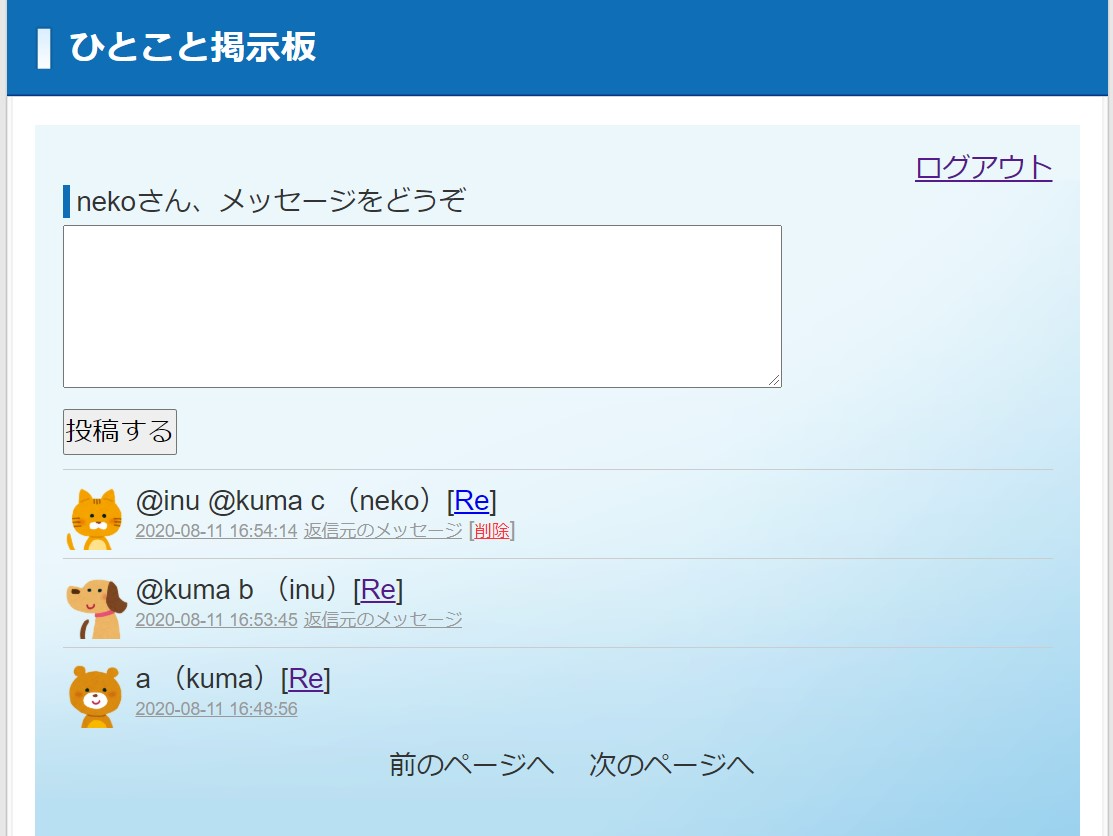 ひとこと掲示板
ログアウト
nekoさん、メッセージをどうぞ
投稿する
@inu @kuma c （neko）[Re]
2020-08-11 16:54:14 返信元のメッセージ [削除]
@kuma b （inu）[Re]
2020-08-11 16:53:45 返信元のメッセージ
a （kuma）[Re]
2020-08-11 16:48:56
前のページへ　次のページへ